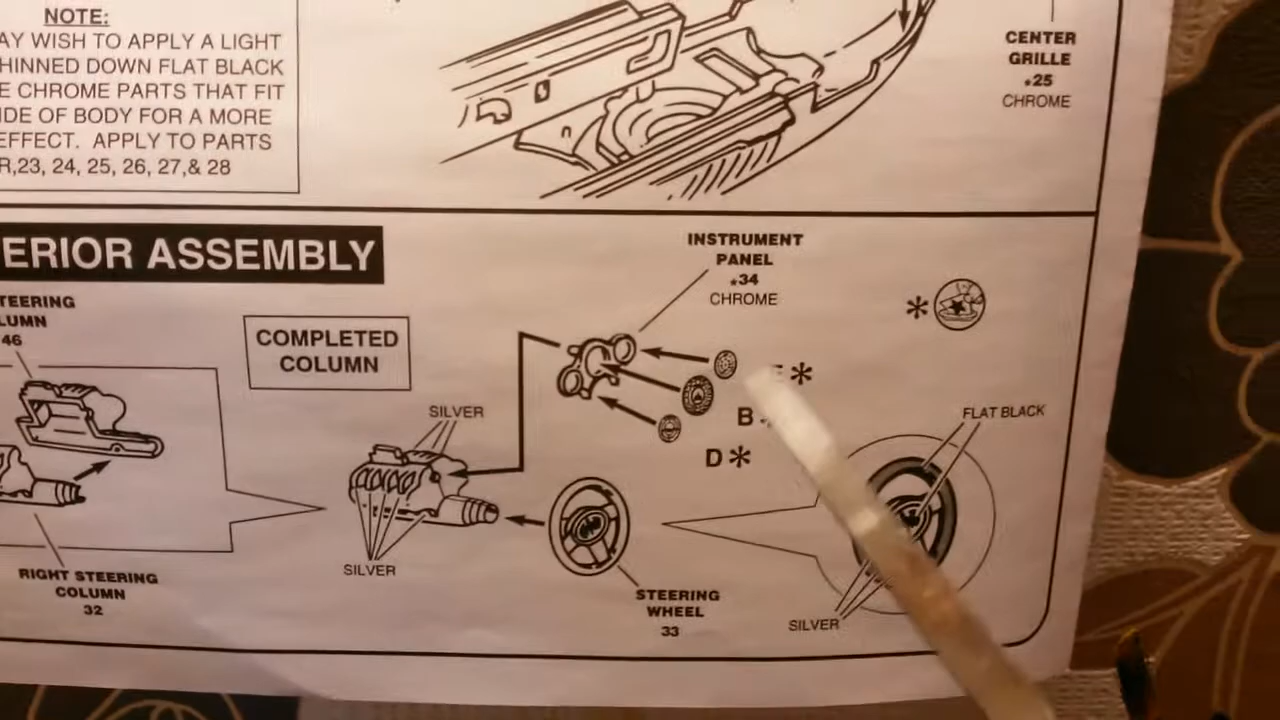 NOTE:
AY WISH TO APPLY A LIGHT
HINNED DOWN FLAT BLACK
E CHROME PARTS THAT FIT
IDE OF BODY FOR A MORE
EFFECT. APPLY TO PARTS
R,23, 24, 25, 26, 27,& 28
CENTER
GRILLE
*25
CHROME
ERIOR ASSEMBLY
TEERING
LUMN
46
COMPLETED
COLUMN
INSTRUMENT
PANEL
*34
CHROME
*
*
B
D*
SILVER
SILVER
FLAT BLACK
SILVER
RIGHT STEERING
COLUMN
32
STEERING
WHEEL
33